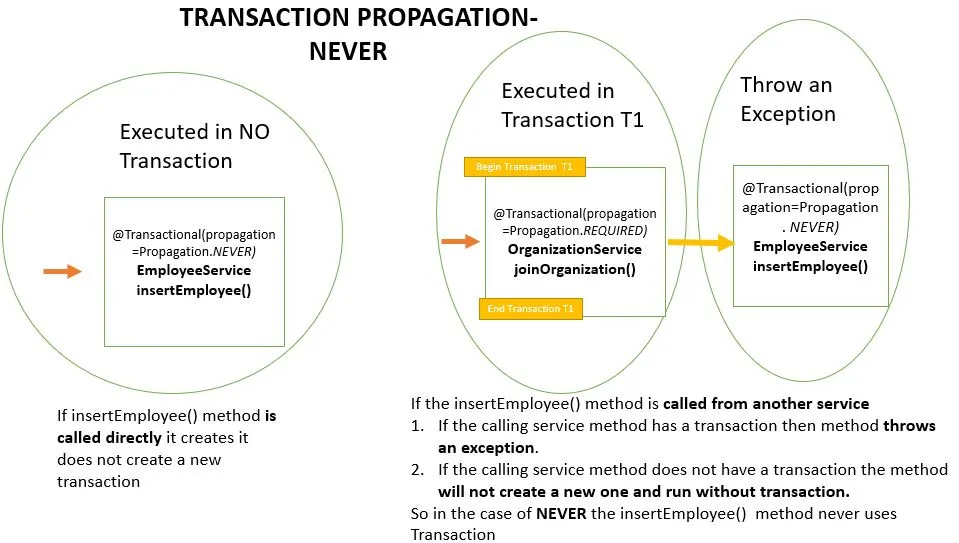 TRANSACTION PROPAGATION-
NEVER
Executed in NO
Transaction
@Transactional(propagation
=Propagation.NEVER)
EmployeeService
insertEmployee()
If insertEmployee() method is
called directly it creates it
does not create a new
transaction
Executed in
Transaction T1
Begin Transaction T1
@Transactional(propagation
=Propagation.REQUIRED)
OrganizationService
joinOrganization()
End Transaction T1
Throw an
Exception
@Transactional(prop
agation=Propagation
. NEVER)
EmployeeService
insertEmployee()
If the insertEmployee() method is called from another service
1. If the calling service method has a transaction then method throws
an exception.
2. If the calling service method does not have a transaction the method
will not create a new one and run without transaction.
So in the case of NEVER the insertEmployee() method never uses
Transaction